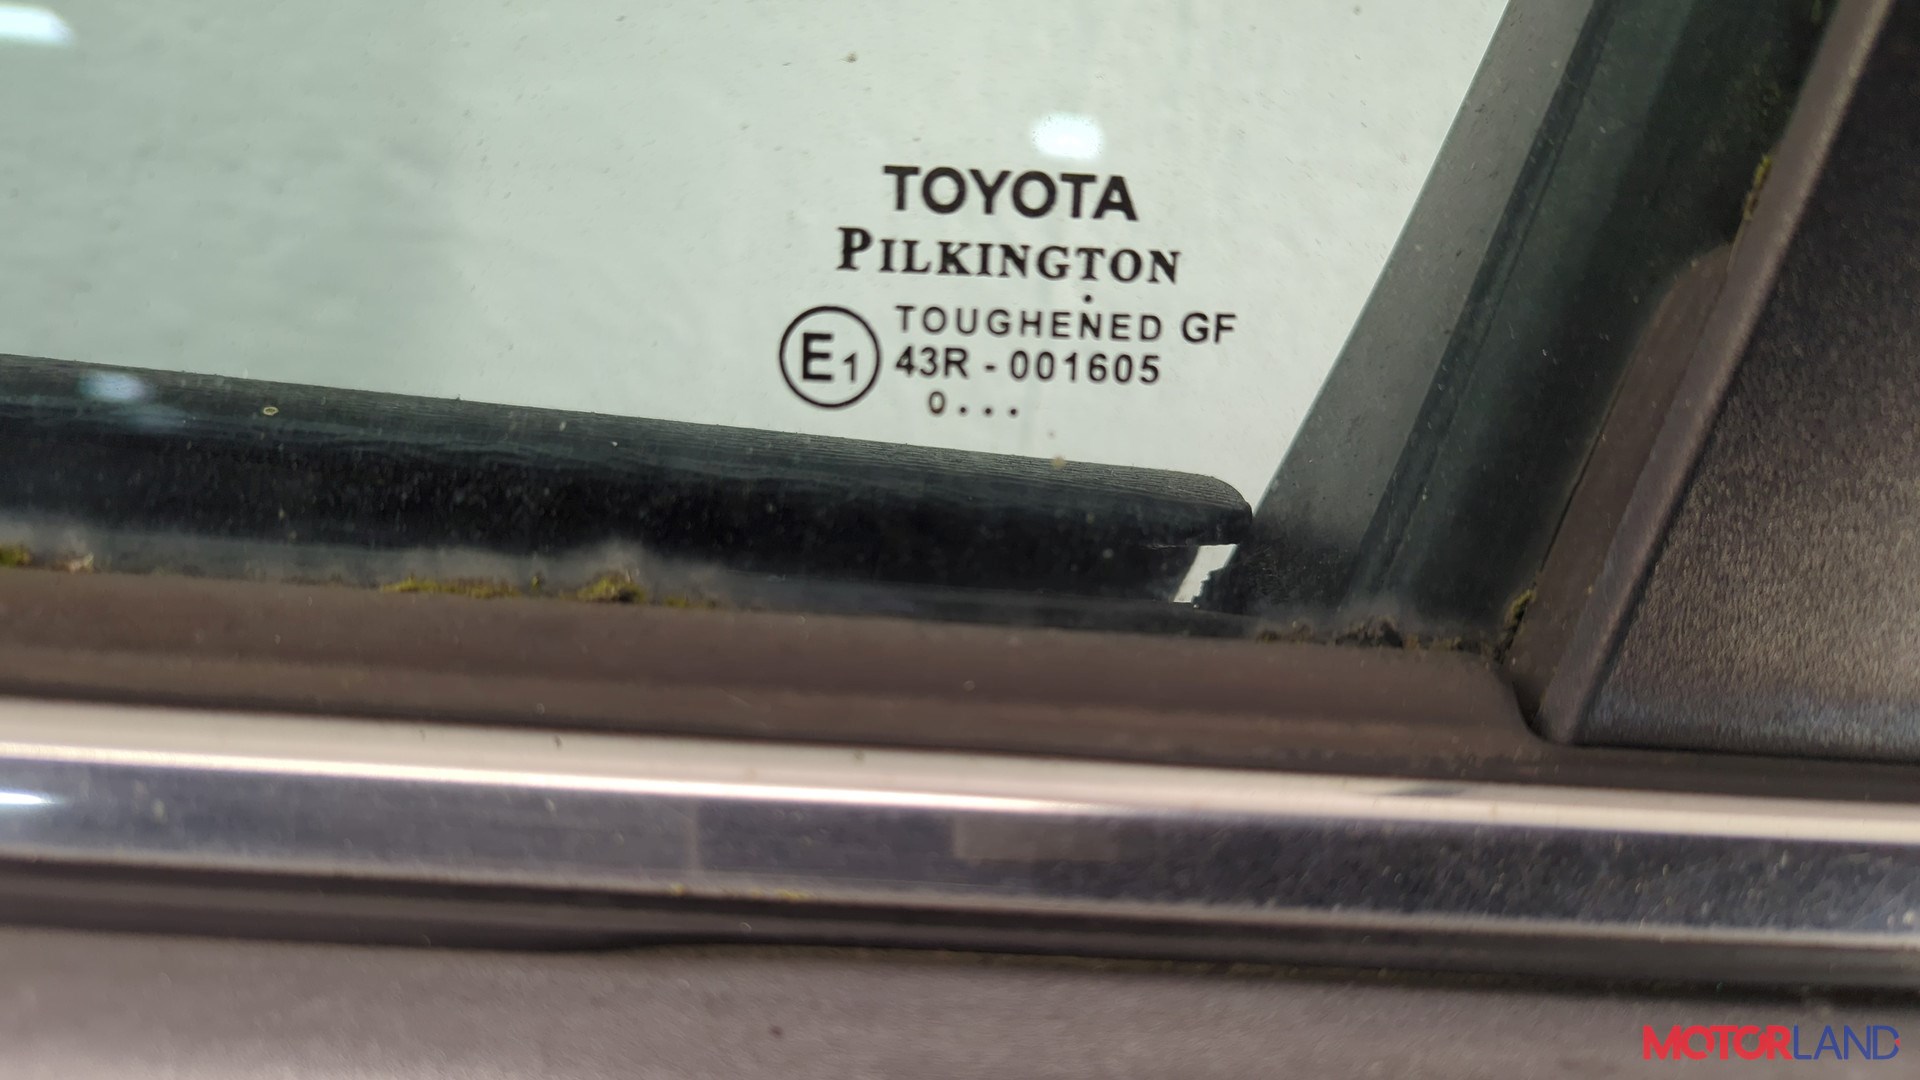 TOYOTA
PILKINGTON
TOUGHENED GF
E1 43R - 001605
0...
MOTORLAND